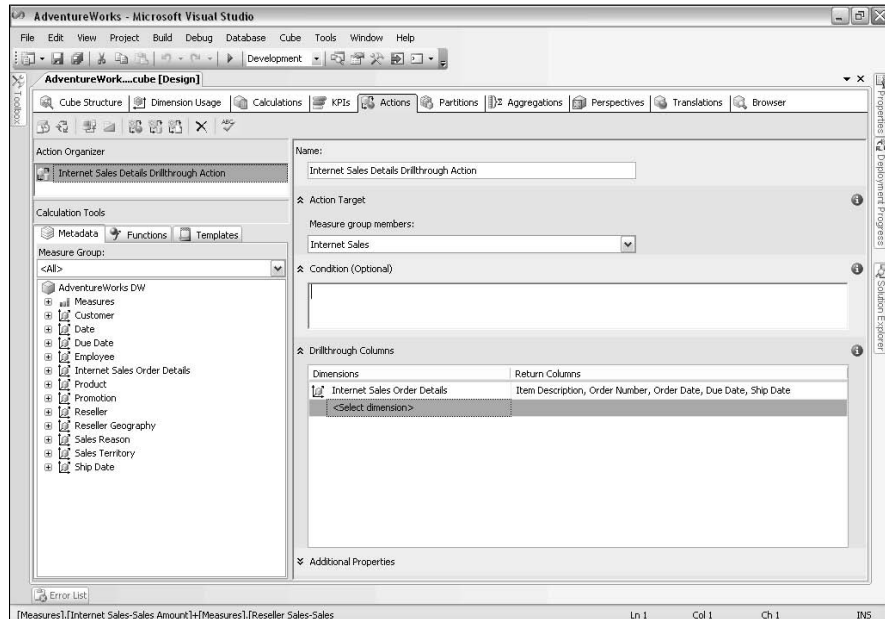 AdventureWorks - Microsoft Visual Studio
File Edit View Project Build Debug Database Cube Tools Window Help
Development
AdventureWork....cube [Design]
Cube Structure Dimension Usage Calculations KPIs Actions Partitions Aggregations Perspectives Translations Browser
Toolbox
Action Organizer
Internet Sales Details Drillthrough Action
Calculation Tools
Metadata Functions Templates
Measure Group:
<All>
AdventureWorks DW
Measures
Customer
Date
Due Date
Employee
Internet Sales Order Details
Product
Promotion
Reseller
Reseller Geography
Sales Reason
Sales Territory
Ship Date
Name:
Internet Sales Details Drillthrough Action
Action Target
Measure group members:
Internet Sales
Condition (Optional)
Drillthrough Columns
Dimensions Return Columns
Internet Sales Order Details Item Description, Order Number, Order Date, Due Date, Ship Date
<Select dimension>
Additional Properties
Properties
Deployment Progress
Solution Explorer
Error List
[Measures].[Internet Sales-Sales Amount]+[Measures].[Reseller Sales-Sales Ln 1 Col 1 Ch 1 INS